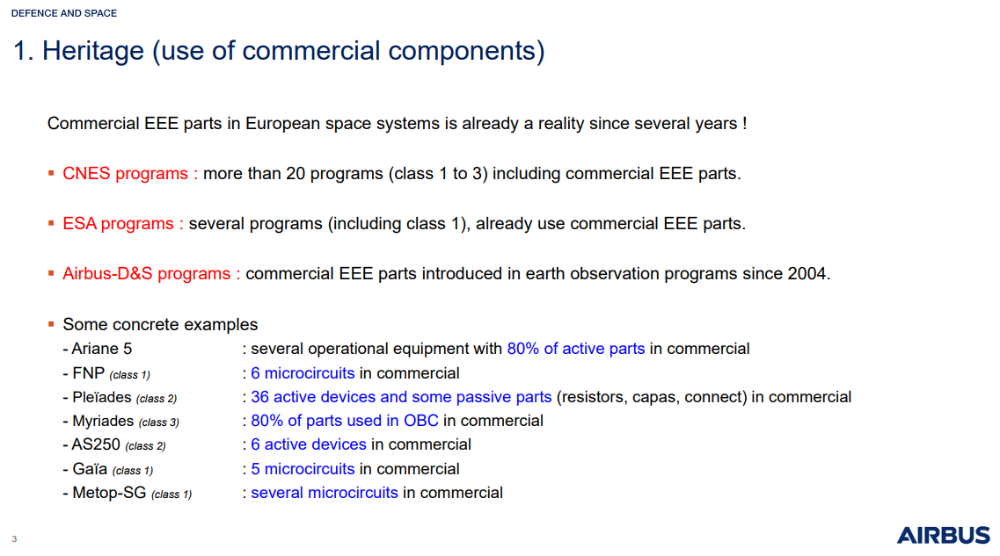 DEFENCE AND SPACE
1. Heritage (use of commercial components)
Commercial EEE parts in European space systems is already a reality since several years !
▪ CNES programs : more than 20 programs (class 1 to 3) including commercial EEE parts.
▪ ESA programs : several programs (including class 1), already use commercial EEE parts.
▪ Airbus-D&S programs : commercial EEE parts introduced in earth observation programs since 2004.
▪ Some concrete examples
- Ariane 5 : several operational equipment with 80% of active parts in commercial
- FNP (class 1) : 6 microcircuits in commercial
- Pleïades (class 2) : 36 active devices and some passive parts (resistors, capas, connect) in commercial
- Myriades (class 3) : 80% of parts used in OBC in commercial
- AS250 (class 2) : 6 active devices in commercial
- Gaïa (class 1) : 5 microcircuits in commercial
- Metop-SG (class 1) : several microcircuits in commercial
3
AIRBUS